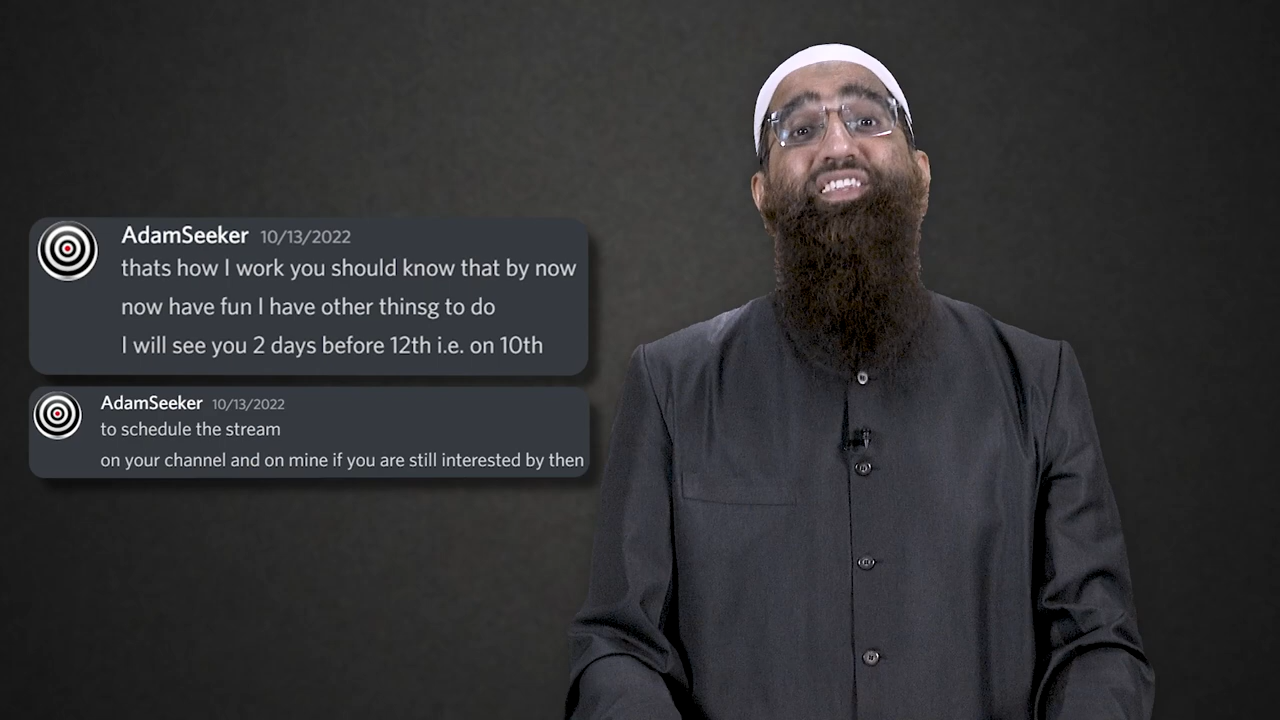 AdamSeeker 10/13/2022
thats how I work you should know that by now
now have fun I have other thinsg to do
I will see you 2 days before 12th i.e. on 10th
AdamSeeker 10/13/2022
to schedule the stream
on your channel and on mine if you are still interested by then